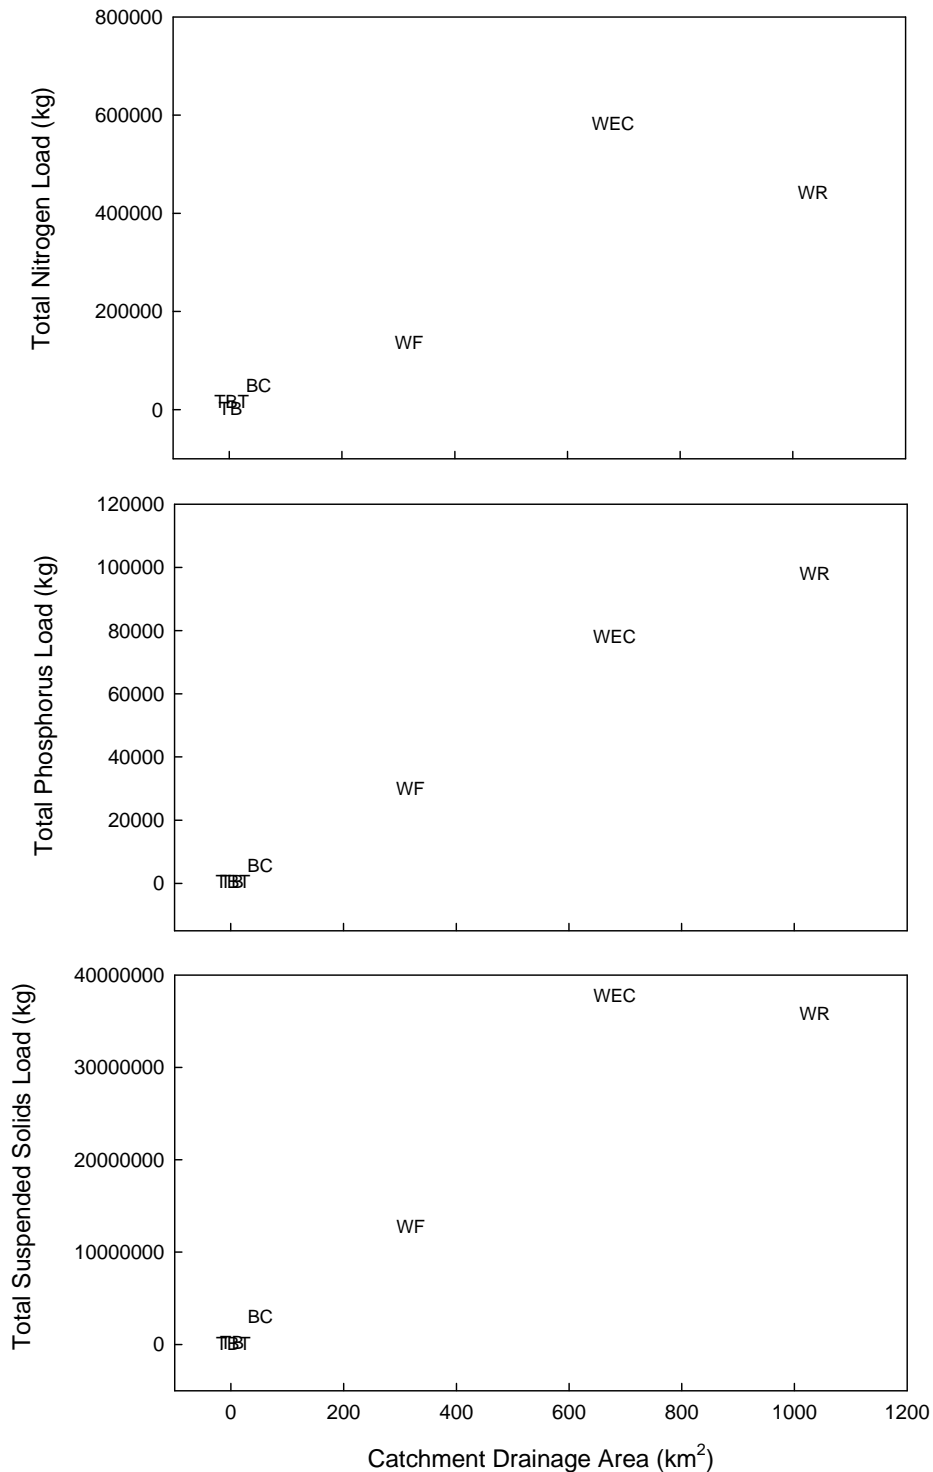 800000
600000
400000
200000
0
Total Nitrogen Load (kg)
WEC
WR
WF
BC
TBT
TB
120000
100000
80000
60000
40000
20000
0
Total Phosphorus Load (kg)
WR
WEC
WF
BC
40000000
30000000
20000000
10000000
0
Total Suspended Solids Load (kg)
WEC
WR
WF
BC
0 200 400 600 800 1000 1200
Catchment Drainage Area (km²)